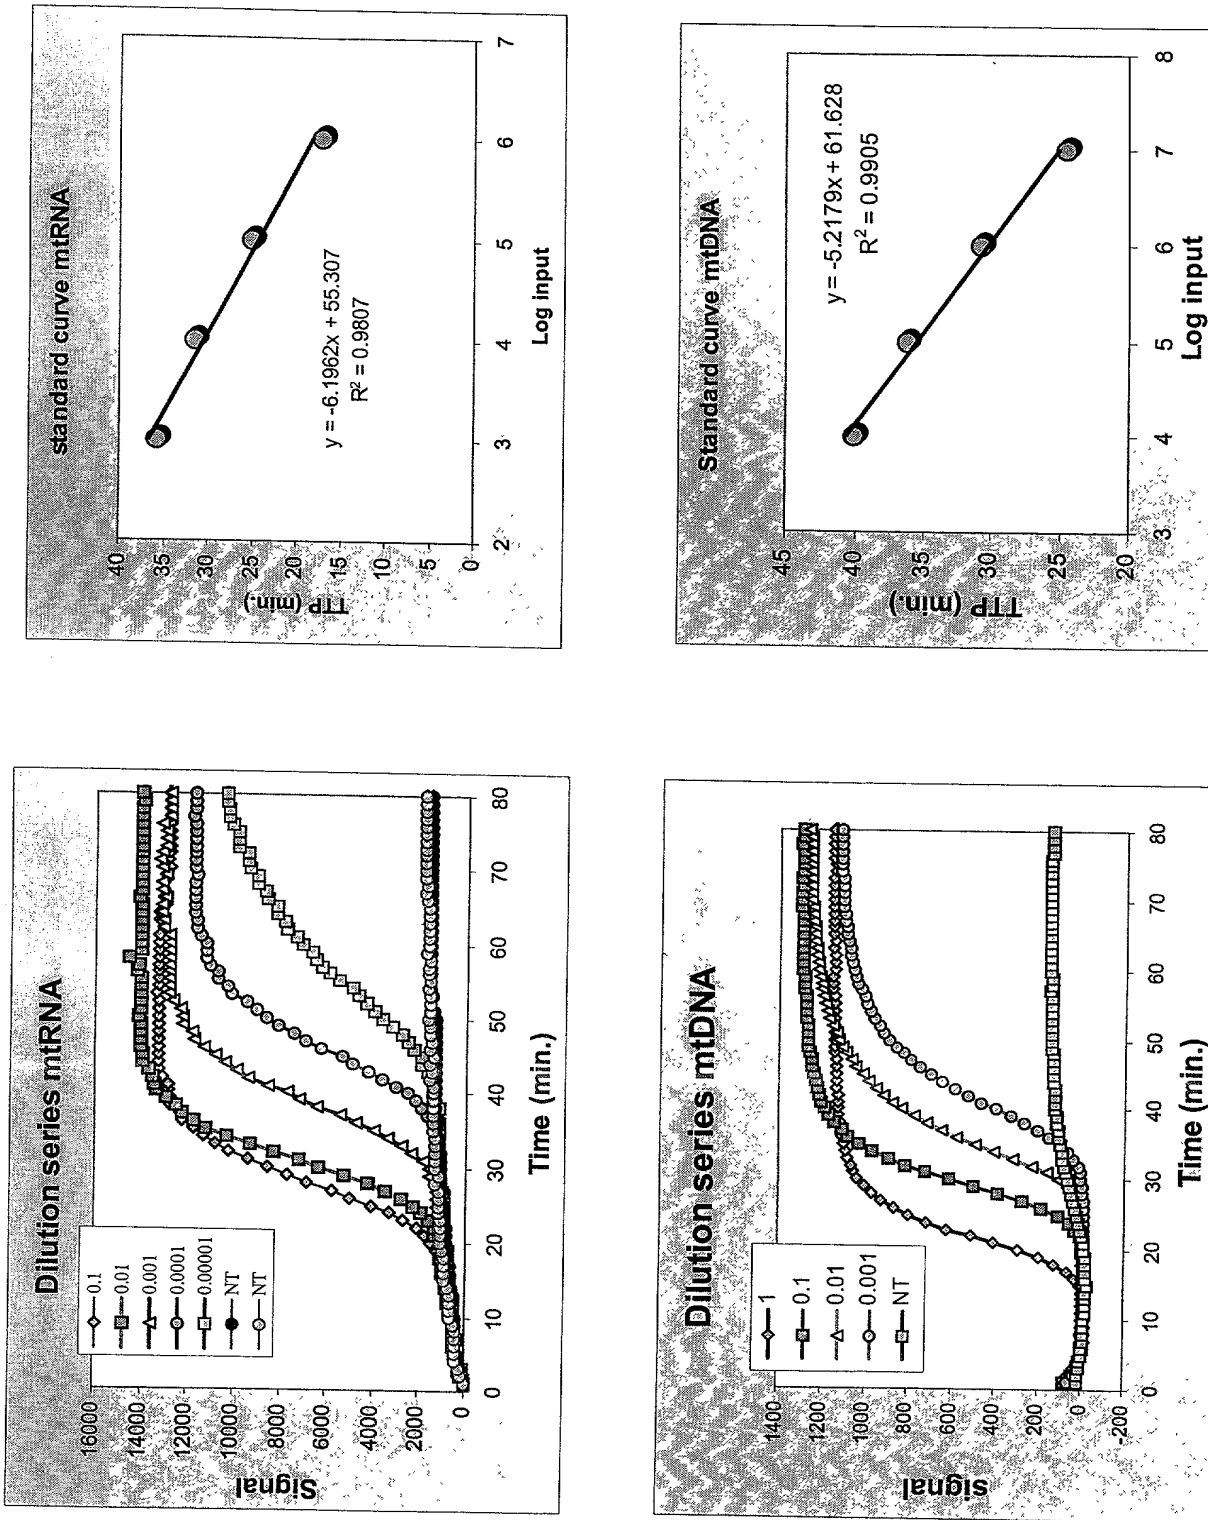 Dilution series mtRNA
0.1
0.01
0.001
0.0001
0.00001
NT
NT
Signal
16000
14000
12000
10000
8000
6000
4000
2000
0
0 10 20 30 40 50 60 70 80
Time (min.)
standard curve mtRNA
TTP (min.)
40
35
30
25
20
15
10
5
0
y = -6.1962x + 55.307
R² = 0.9807
2 3 4 5 6 7
Log input
Dilution series mtDNA
1
0.1
0.01
0.001
NT
signal
1400
1200
1000
800
600
400
200
0
-200
0 10 20 30 40 50 60 70 80
Time (min.)
Standard curve mtDNA
TTP (min.)
45
40
35
30
25
20
y = -5.2179x + 61.628
R² = 0.9905
3 4 5 6 7 8
Log input